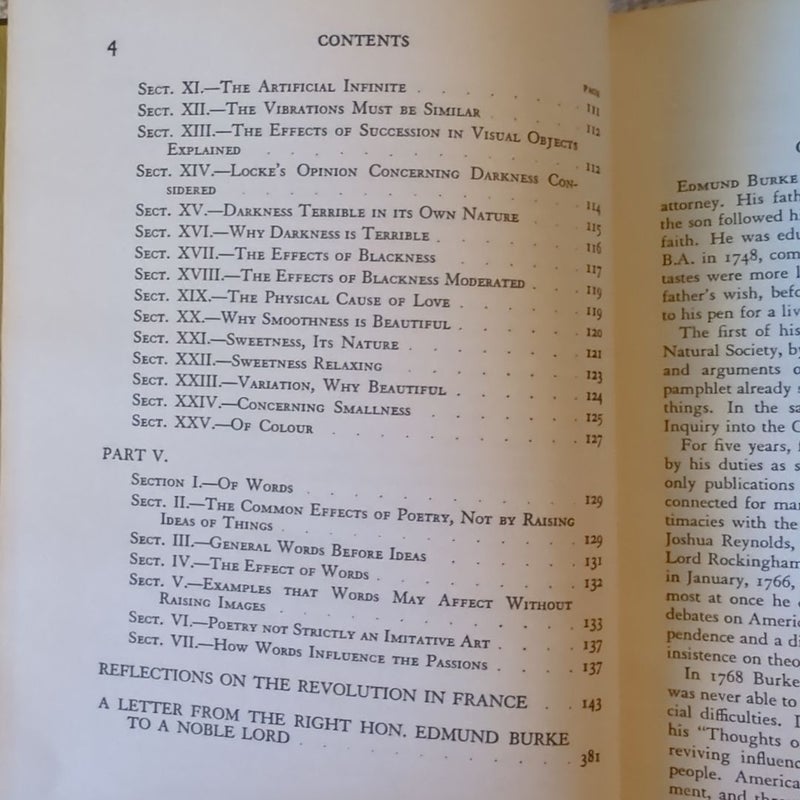 4 CONTENTS
PAGE
SECT. XI.—THE ARTIFICIAL INFINITE . . . . . . 111
SECT. XII.—THE VIBRATIONS MUST BE SIMILAR . . . . 112
SECT. XIII.—THE EFFECTS OF SUCCESSION IN VISUAL OBJECTS
EXPLAINED . . . . . . . . . . 112
SECT. XIV.—LOCKE'S OPINION CONCERNING DARKNESS CON-
SIDERED . . . . . . . . . . 114
SECT. XV.—DARKNESS TERRIBLE IN ITS OWN NATURE . . 115
SECT. XVI.—WHY DARKNESS IS TERRIBLE . . . . . 116
SECT. XVII.—THE EFFECTS OF BLACKNESS . . . . . 117
SECT. XVIII.—THE EFFECTS OF BLACKNESS MODERATED . . 119
SECT. XIX.—THE PHYSICAL CAUSE OF LOVE . . . . 119
SECT. XX.—WHY SMOOTHNESS IS BEAUTIFUL . . . . 120
SECT. XXI.—SWEETNESS, ITS NATURE . . . . . . 121
SECT. XXII.—SWEETNESS RELAXING . . . . . . 123
SECT. XXIII.—VARIATION, WHY BEAUTIFUL . . . . 124
SECT. XXIV.—CONCERNING SMALLNESS . . . . . 125
SECT. XXV.—OF COLOUR . . . . . . . . 127
PART V.
SECTION I.—OF WORDS . . . . . . . . 129
SECT. II.—THE COMMON EFFECTS OF POETRY, NOT BY RAISING
IDEAS OF THINGS . . . . . . . . 129
SECT. III.—GENERAL WORDS BEFORE IDEAS . . . . 131
SECT. IV.—THE EFFECT OF WORDS . . . . . . 132
SECT. V.—EXAMPLES THAT WORDS MAY AFFECT WITHOUT
RAISING IMAGES . . . . . . . . 133
SECT. VI.—POETRY NOT STRICTLY AN IMITATIVE ART . . 137
SECT. VII.—HOW WORDS INFLUENCE THE PASSIONS . . . 137
REFLECTIONS ON THE REVOLUTION IN FRANCE . . 143
A LETTER FROM THE RIGHT HON. EDMUND BURKE
TO A NOBLE LORD . . . . . . . . 381
EDMUND BURKE
attorney. His fath
the son followed hi
faith. He was edu
B.A. in 1748, com
tastes were more l
father's wish, befo
to his pen for a liv
The first of his
Natural Society, by
and arguments o
pamphlet already s
things. In the sa
Inquiry into the O
For five years, f
by his duties as s
only publications
connected for man
timacies with the
Joshua Reynolds,
Lord Rockingham
in January, 1766,
most at once he
debates on America
pendence and a di
insistence on theo
In 1768 Burke
was never able to
cial difficulties. I
his "Thoughts o
reviving influenc
people. America
ment, and thr